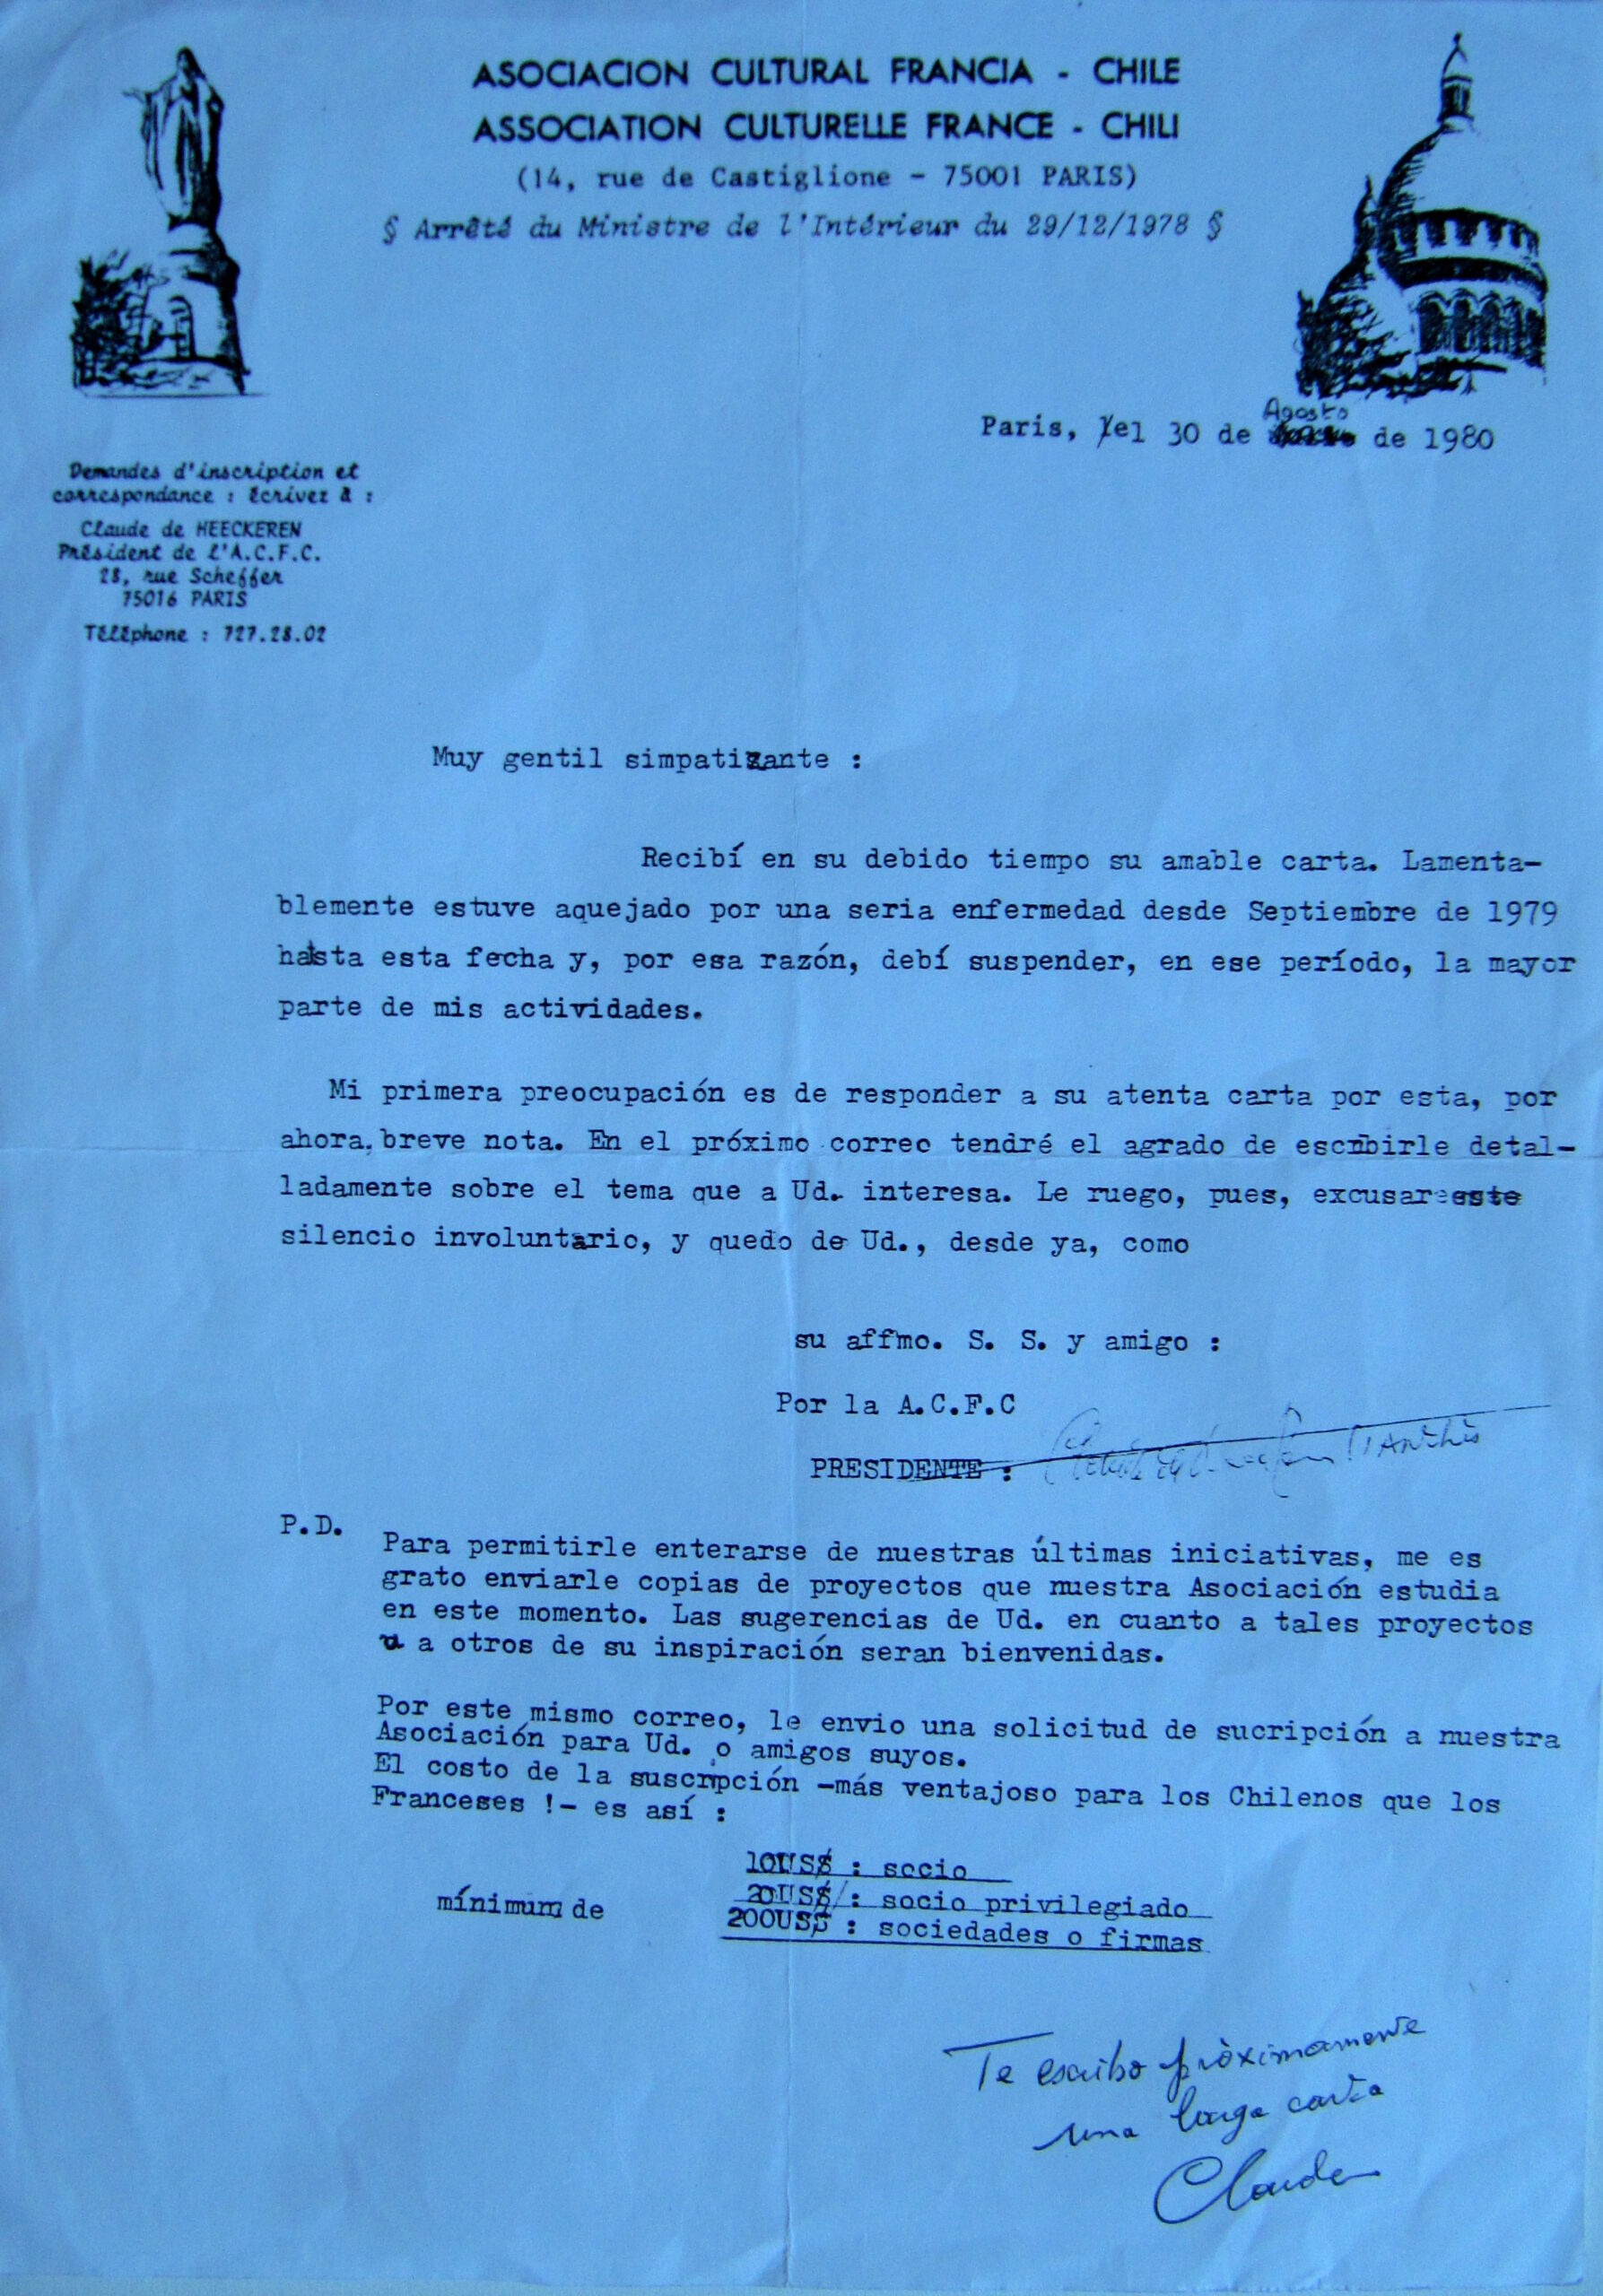 ASOCIACION CULTURAL FRANCIA - CHILE
ASSOCIATION CULTURELLE FRANCE - CHILI
(14, rue de Castiglione - 75001 PARIS)
§ Arrêté du Ministre de l'Intérieur du 29/12/1978 §
Paris, el 30 de Agosto de 1980
Demandes d'inscription et
correspondance : écrivez à :
Claude de HEECKEREN
Président de l'A.C.F.C.
28, rue Scheffer
75016 PARIS
Téléphone : 727.28.02
Muy gentil simpatizante :
Recibí en su debido tiempo su amable carta. Lamenta-
blemente estuve aquejado por una seria enfermedad desde Septiembre de 1979
hasta esta fecha y, por esa razón, debí suspender, en ese período, la mayor
parte de mis actividades.
Mi primera preocupación es de responder a su atenta carta por esta, por
ahora, breve nota. En el próximo correo tendré el agrado de escribirle detal-
ladamente sobre el tema que a Ud. interesa. Le ruego, pues, excusar este
silencio involuntario, y quedo de Ud., desde ya, como
su affmo. S. S. y amigo :
Por la A.C.F.C
PRESIDENTE :
P.D.
Para permitirle enterarse de nuestras últimas iniciativas, me es
grato enviarle copias de proyectos que nuestra Asociación estudia
en este momento. Las sugerencias de Ud. en cuanto a tales proyectos
u a otros de su inspiración seran bienvenidas.
Por este mismo correo, le envio una solicitud de sucripción a nuestra
Asociación para Ud. o amigos suyos.
El costo de la suscripción -más ventajoso para los Chilenos que los
Franceses !- es así :
mínimum de
10US$ : socio
20US$ : socio privilegiado
200US$ : sociedades o firmas
Te escribo próximamente
una larga carta
Claude